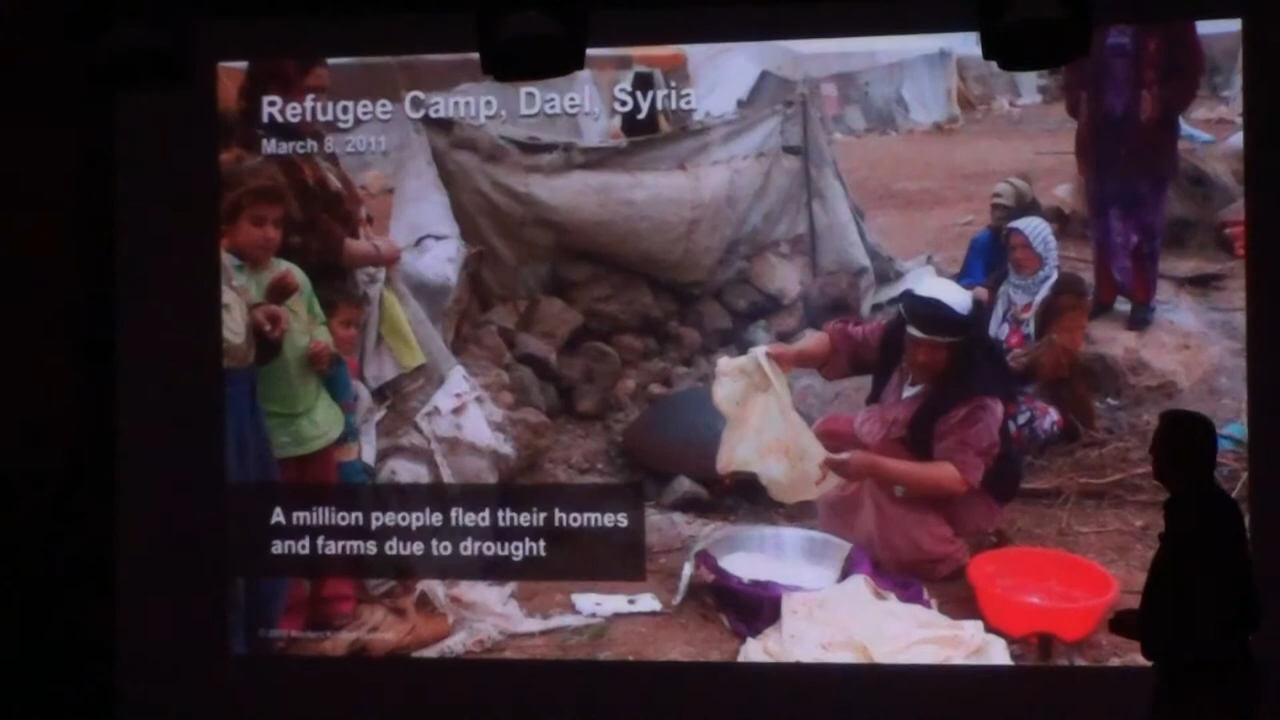 Refugee Camp, Dael, Syria
March 8, 2011
A million people fled their homes
and farms due to drought